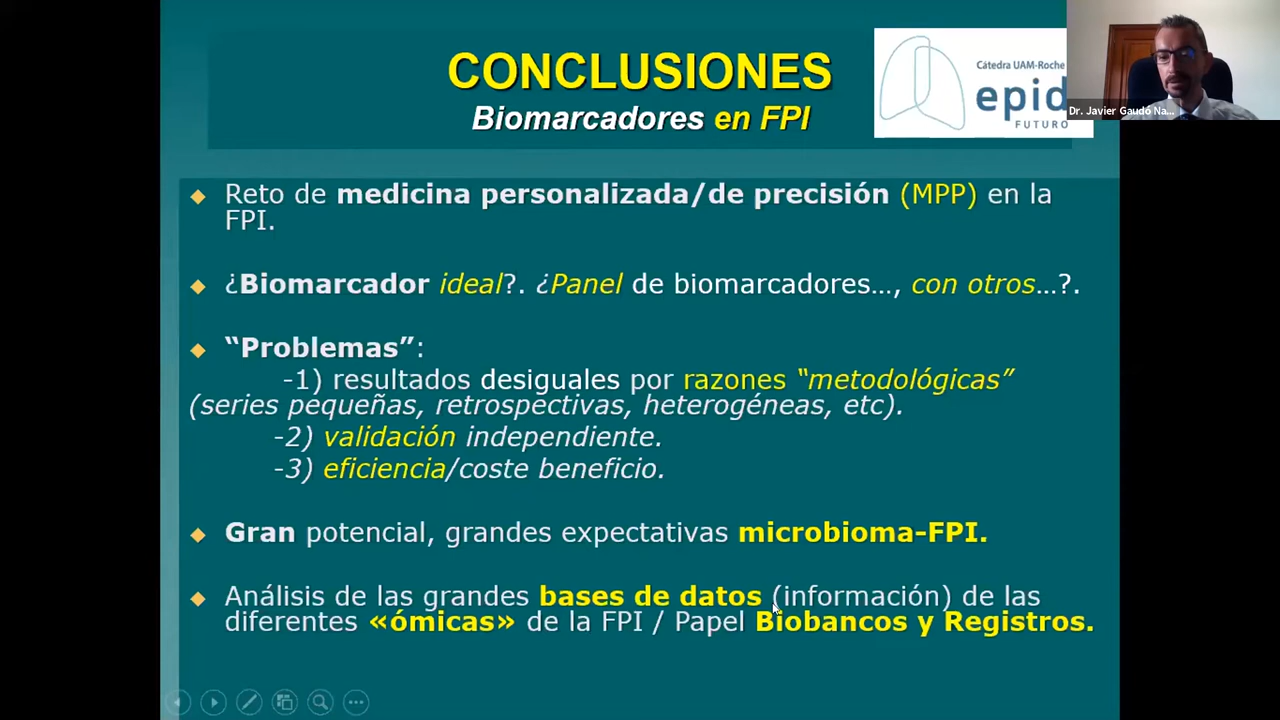 CONCLUSIONES
Biomarcadores en FPI
Cátedra UAM-Roche
epid
FUTURO
Dr. Javier Gaudó Na...
Reto de medicina personalizada/de precisión (MPP) en la
FPI.
¿Biomarcador ideal?. ¿Panel de biomarcadores…, con otros…?.
“Problemas”:
-1) resultados desiguales por razones “metodológicas”
(series pequeñas, retrospectivas, heterogéneas, etc).
-2) validación independiente.
-3) eficiencia/coste beneficio.
Gran potencial, grandes expectativas microbioma-FPI.
Análisis de las grandes bases de datos (información) de las
diferentes «ómicas» de la FPI / Papel Biobancos y Registros.